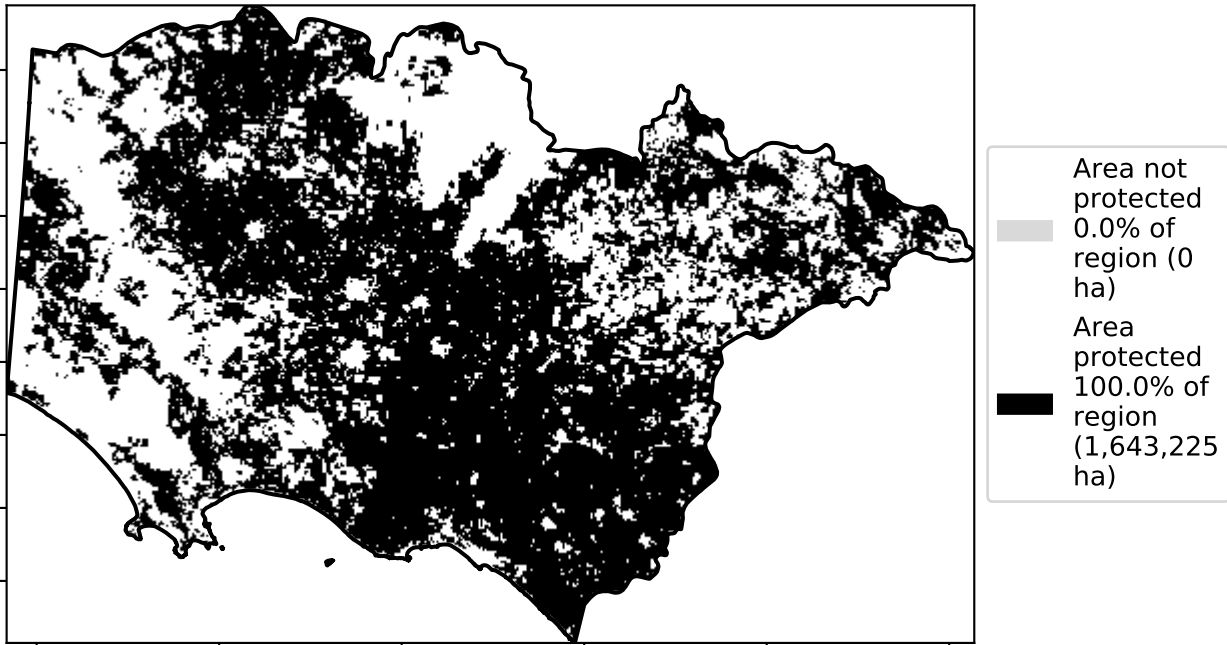 Area not
protected
0.0% of
region (0
ha)
Area
protected
100.0% of
region
(1,643,225
ha)